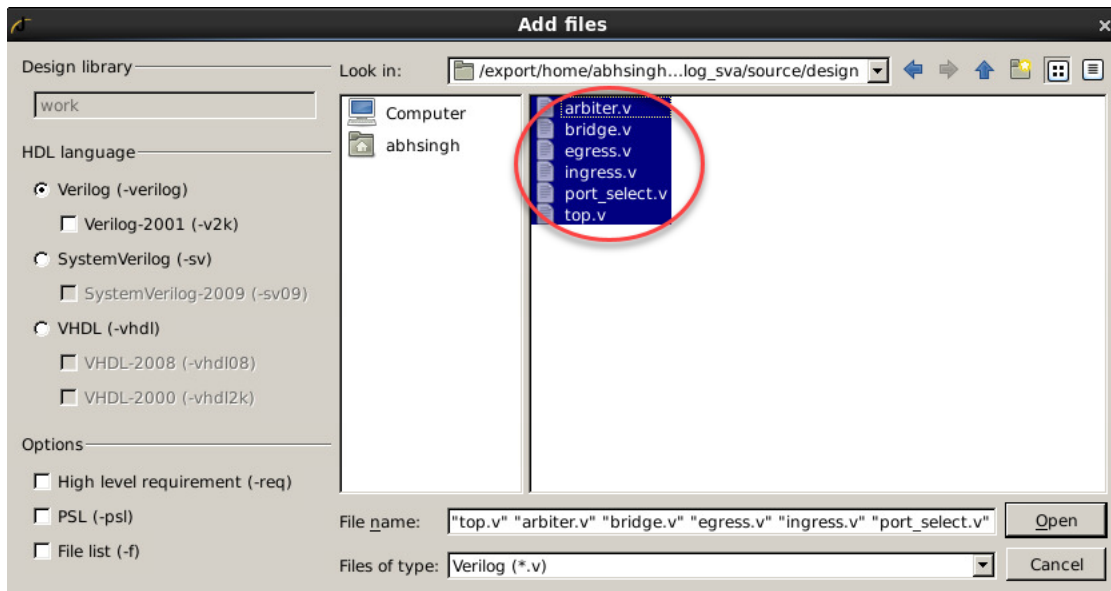 Add files
Design library
work
HDL language
Verilog (-verilog)
Verilog-2001 (-v2k)
SystemVerilog (-sv)
SystemVerilog-2009 (-sv09)
VHDL (-vhdl)
VHDL-2008 (-vhdl08)
VHDL-2000 (-vhdl2k)
Options
High level requirement (-req)
PSL (-psl)
File list (-f)
Look in: /export/home/abhsingh...log_sva/source/design
Computer
abhsingh
arbiter.v
bridge.v
egress.v
ingress.v
port_select.v
top.v
File name: "top.v" "arbiter.v" "bridge.v" "egress.v" "ingress.v" "port_select.v" Open
Files of type: Verilog (*.v) Cancel